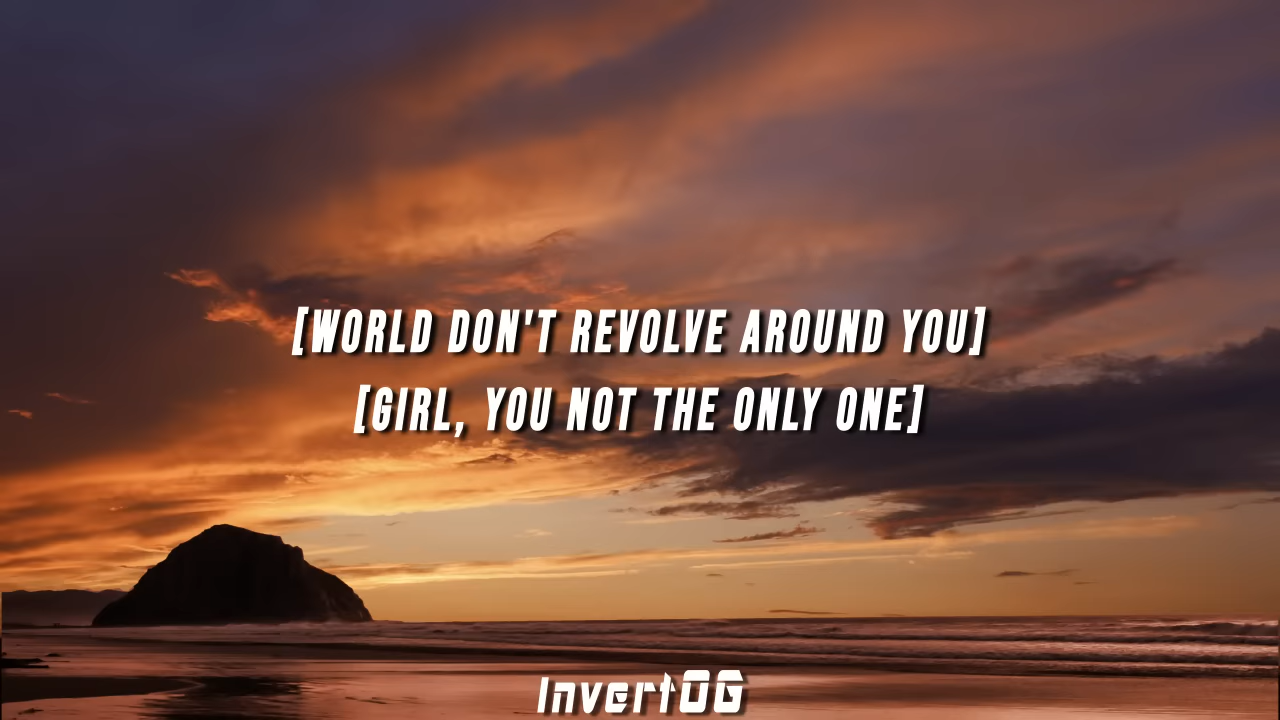 [WORLD DON'T REVOLVE AROUND YOU]
[GIRL, YOU NOT THE ONLY ONE]
InvertOG